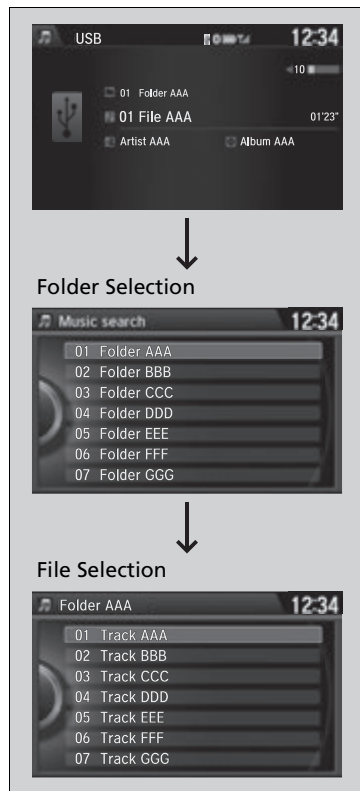 USB 12:34
10
01 Folder AAA
01 File AAA 01'23"
Artist AAA Album AAA
Folder Selection
Music search 12:34
01 Folder AAA
02 Folder BBB
03 Folder CCC
04 Folder DDD
05 Folder EEE
06 Folder FFF
07 Folder GGG
File Selection
Folder AAA 12:34
01 Track AAA
02 Track BBB
03 Track CCC
04 Track DDD
05 Track EEE
06 Track FFF
07 Track GGG